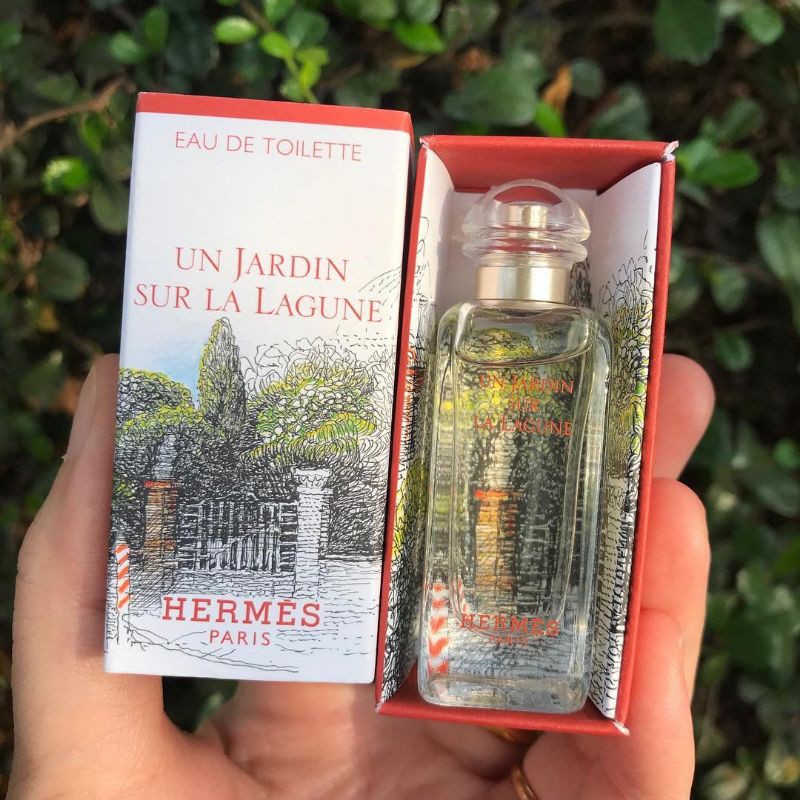 EAU DE TOILETTE
UN JARDIN
SUR LA LAGUNE
HERMÈS
PARIS
UN JARDIN
SUR
LA LAGUNE
HERMÈS
PARIS